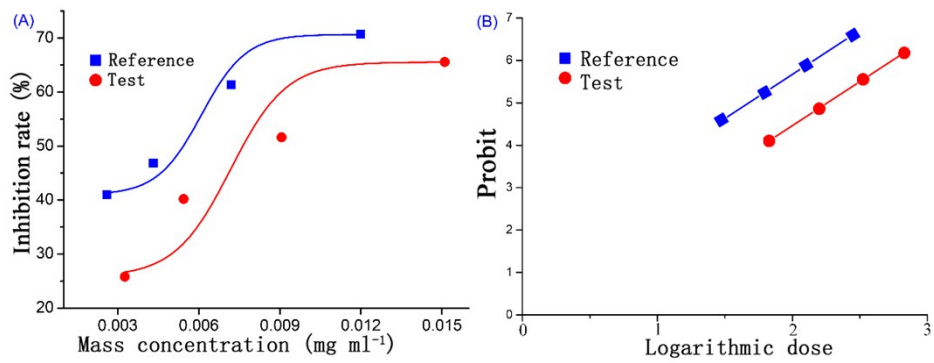 (A)
70
60
50
40
30
20
Inhibition rate (%)
Reference
Test
0.003 0.006 0.009 0.012 0.015
Mass concentration (mg ml⁻¹)
(B)
7
6
5
4
3
2
1
0
Probit
Reference
Test
0 1 2 3
Logarithmic dose